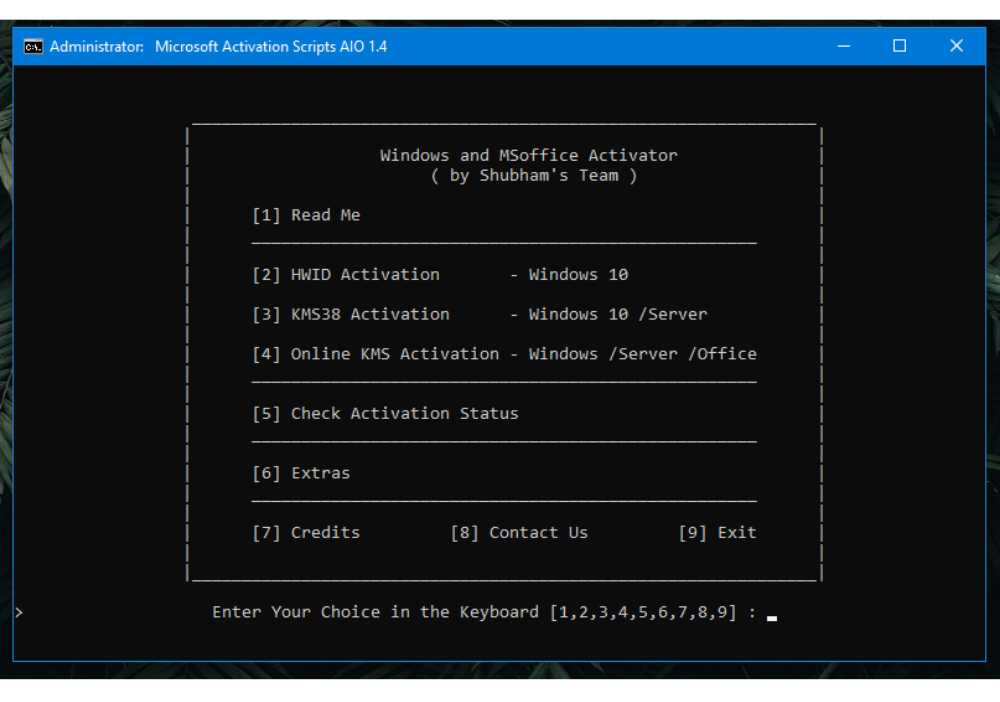 Administrator:  Microsoft Activation Scripts AIO 1.4
Windows and MSoffice Activator
( by Shubham's Team )
[1] Read Me
[2] HWID Activation - Windows 10
[3] KMS38 Activation - Windows 10 /Server
[4] Online KMS Activation - Windows /Server /Office
[5] Check Activation Status
[6] Extras
[7] Credits [8] Contact Us [9] Exit
> Enter Your Choice in the Keyboard [1,2,3,4,5,6,7,8,9] :